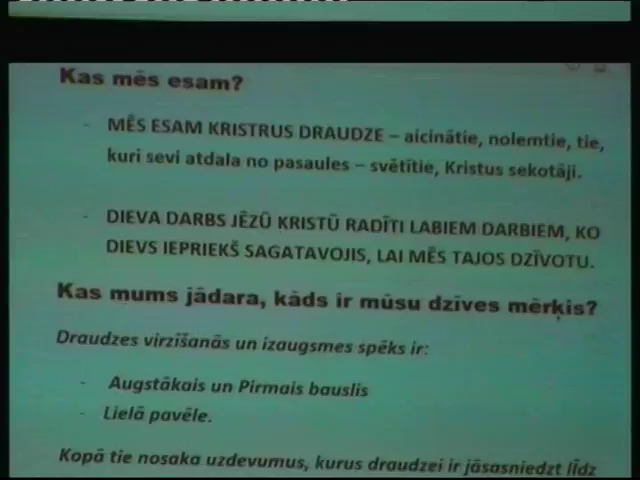 Kas mēs esam?
- MĒS ESAM KRISTRUS DRAUDZE – aicinātie, nolemtie, tie,
kuri sevi atdala no pasaules – svētītie, Kristus sekotāji.
- DIEVA DARBS JĒZŪ KRISTŪ RADĪTI LABIEM DARBIEM, KO
DIEVS IEPRIEKŠ SAGATAVOJIS, LAI MĒS TAJOS DZĪVOTU.
Kas mums jādara, kāds ir mūsu dzīves mērķis?
Draudzes virzīšanās un izaugsmes spēks ir:
- Augstākais un Pirmais bauslis
- Lielā pavēle.
Kopā tie nosaka uzdevumus, kurus draudzei ir jāsasniedzt līdz